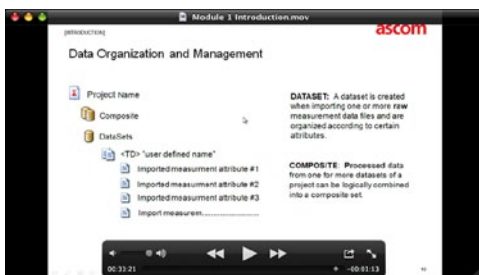 Module 1 Introduction.mov
[INTRODUCTION]
ascom
Data Organization and Management
Project Name
Composite
DataSets
<TD> "user defined name"
Imported measurment attribute #1
Imported measurment attribute #2
Imported measurment attribute #3
Import measurem......................
DATASET: A dataset is created
when importing one or more raw
measurement data files and are
organized according to certain
attributes.
COMPOSITE: Processed data
from one for more datasets of a
project can be logically combined
into a composite set.
00:33:21
-00:01:13